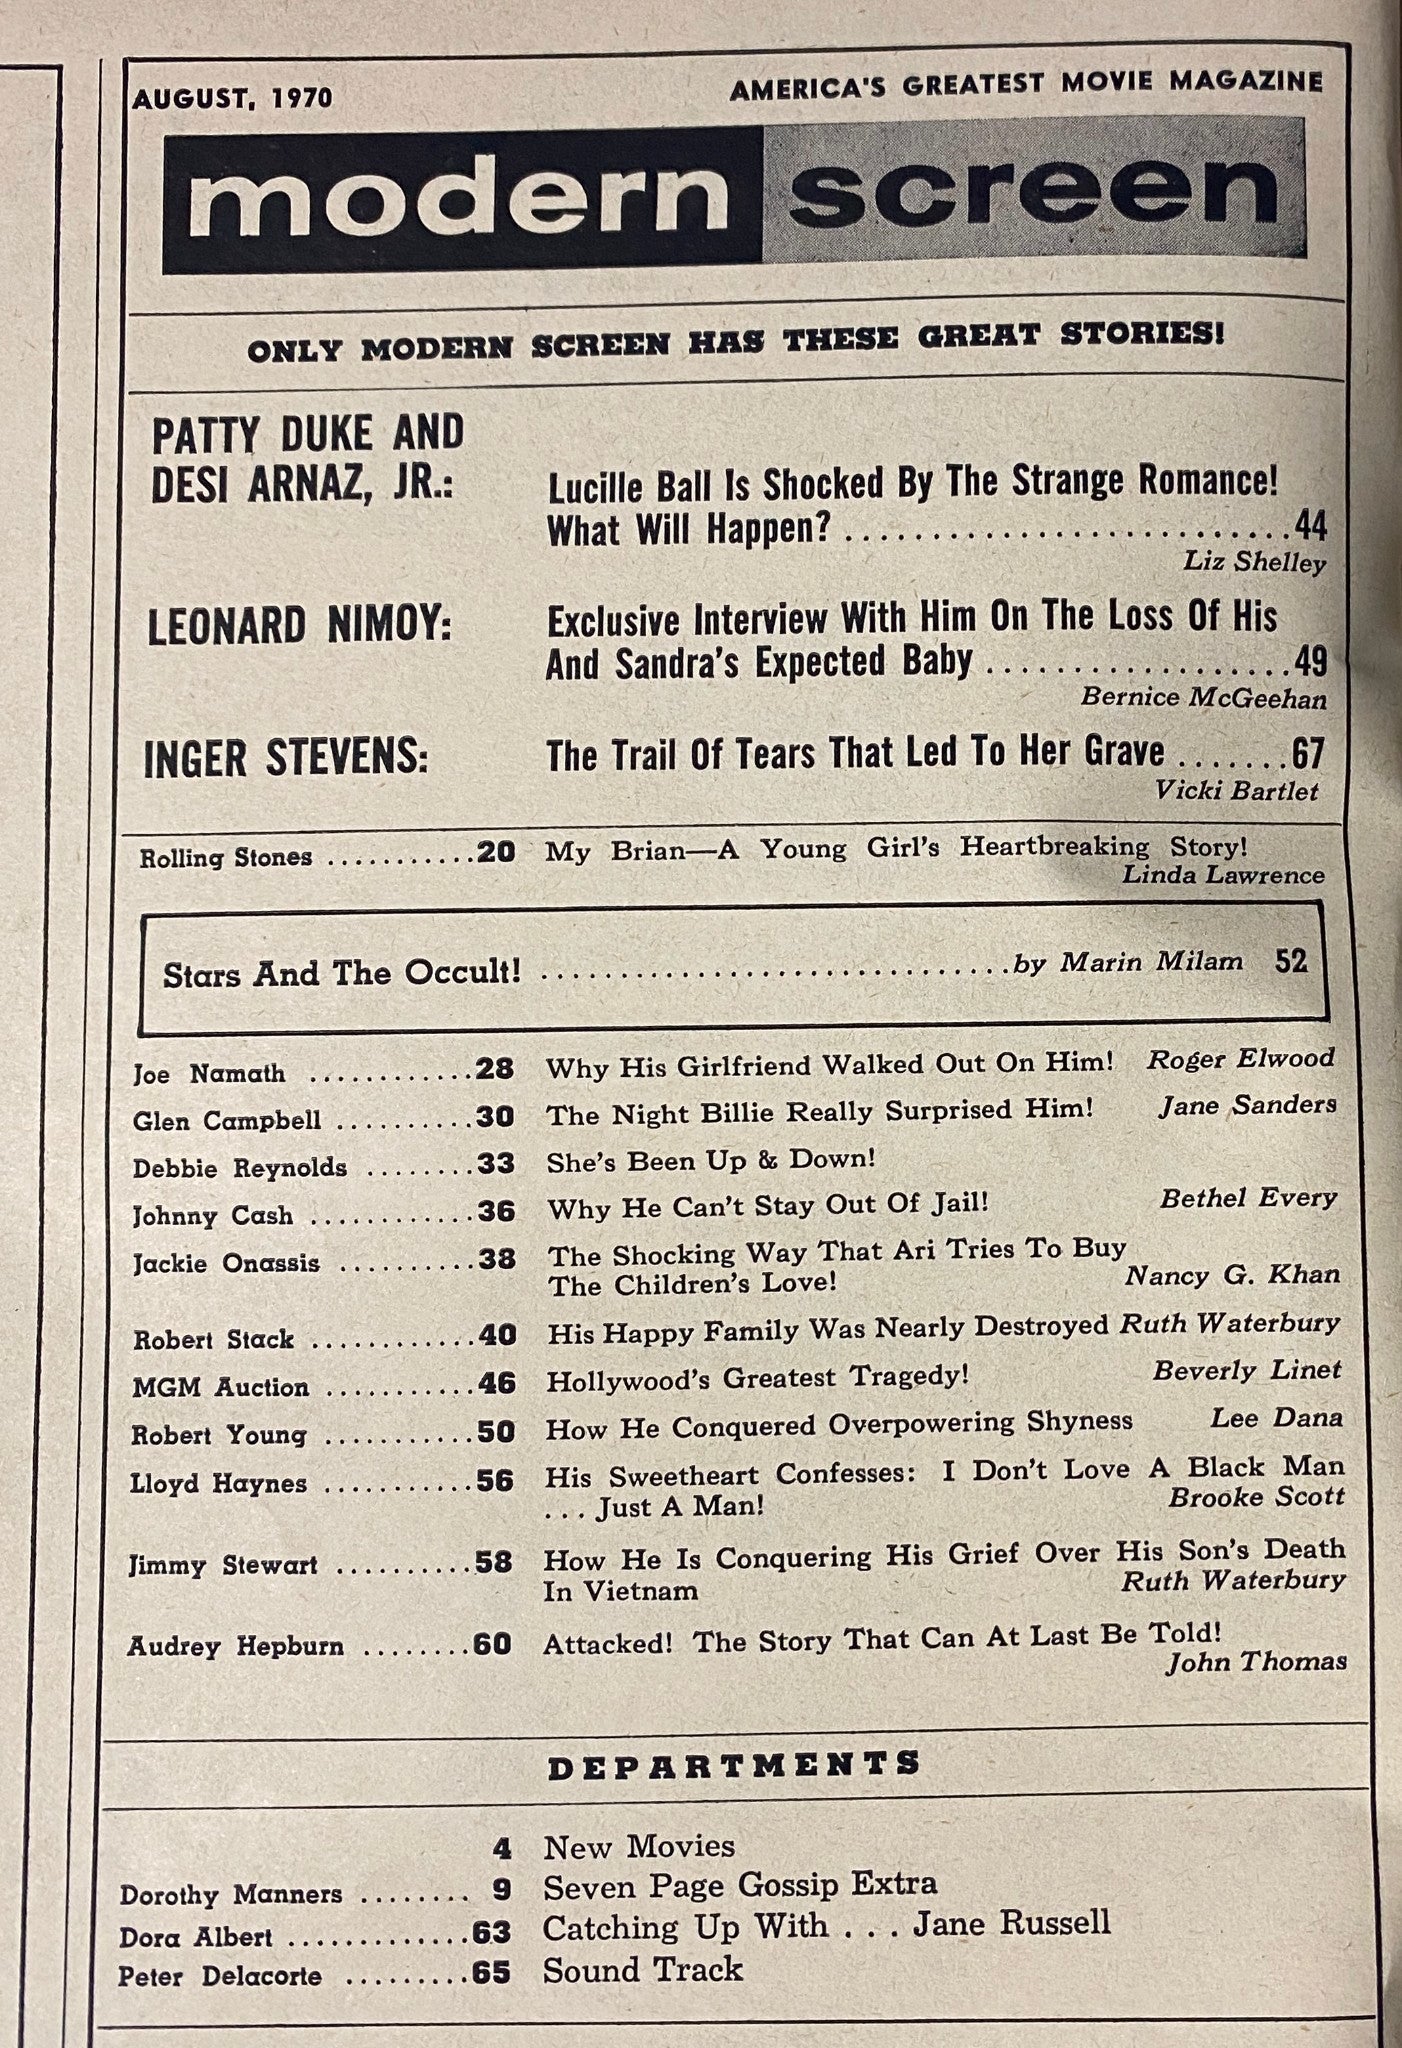 AUGUST, 1970 AMERICA'S GREATEST MOVIE MAGAZINE
modern screen
ONLY MODERN SCREEN HAS THESE GREAT STORIES!
PATTY DUKE AND
DESI ARNAZ, JR.: Lucille Ball Is Shocked By The Strange Romance!
What Will Happen? ..........................44
Liz Shelley
LEONARD NIMOY: Exclusive Interview With Him On The Loss Of His
And Sandra's Expected Baby ..................49
Bernice McGeehan
INGER STEVENS: The Trail Of Tears That Led To Her Grave .......67
Vicki Bartlet
Rolling Stones ...........20 My Brian—A Young Girl's Heartbreaking Story!
Linda Lawrence
Stars And The Occult! ..............................by Marin Milam 52
Joe Namath ............28 Why His Girlfriend Walked Out On Him! Roger Elwood
Glen Campbell ..........30 The Night Billie Really Surprised Him! Jane Sanders
Debbie Reynolds ........33 She's Been Up & Down!
Johnny Cash ............36 Why He Can't Stay Out Of Jail! Bethel Every
Jackie Onassis ..........38 The Shocking Way That Ari Tries To Buy
The Children's Love! Nancy G. Khan
Robert Stack ............40 His Happy Family Was Nearly Destroyed Ruth Waterbury
MGM Auction ...........46 Hollywood's Greatest Tragedy! Beverly Linet
Robert Young ...........50 How He Conquered Overpowering Shyness Lee Dana
Lloyd Haynes ...........56 His Sweetheart Confesses: I Don't Love A Black Man
... Just A Man! Brooke Scott
Jimmy Stewart ..........58 How He Is Conquering His Grief Over His Son's Death
In Vietnam Ruth Waterbury
Audrey Hepburn ........60 Attacked! The Story That Can At Last Be Told!
John Thomas
DEPARTMENTS
4 New Movies
Dorothy Manners ........ 9 Seven Page Gossip Extra
Dora Albert .............63 Catching Up With ... Jane Russell
Peter Delacorte .........65 Sound Track